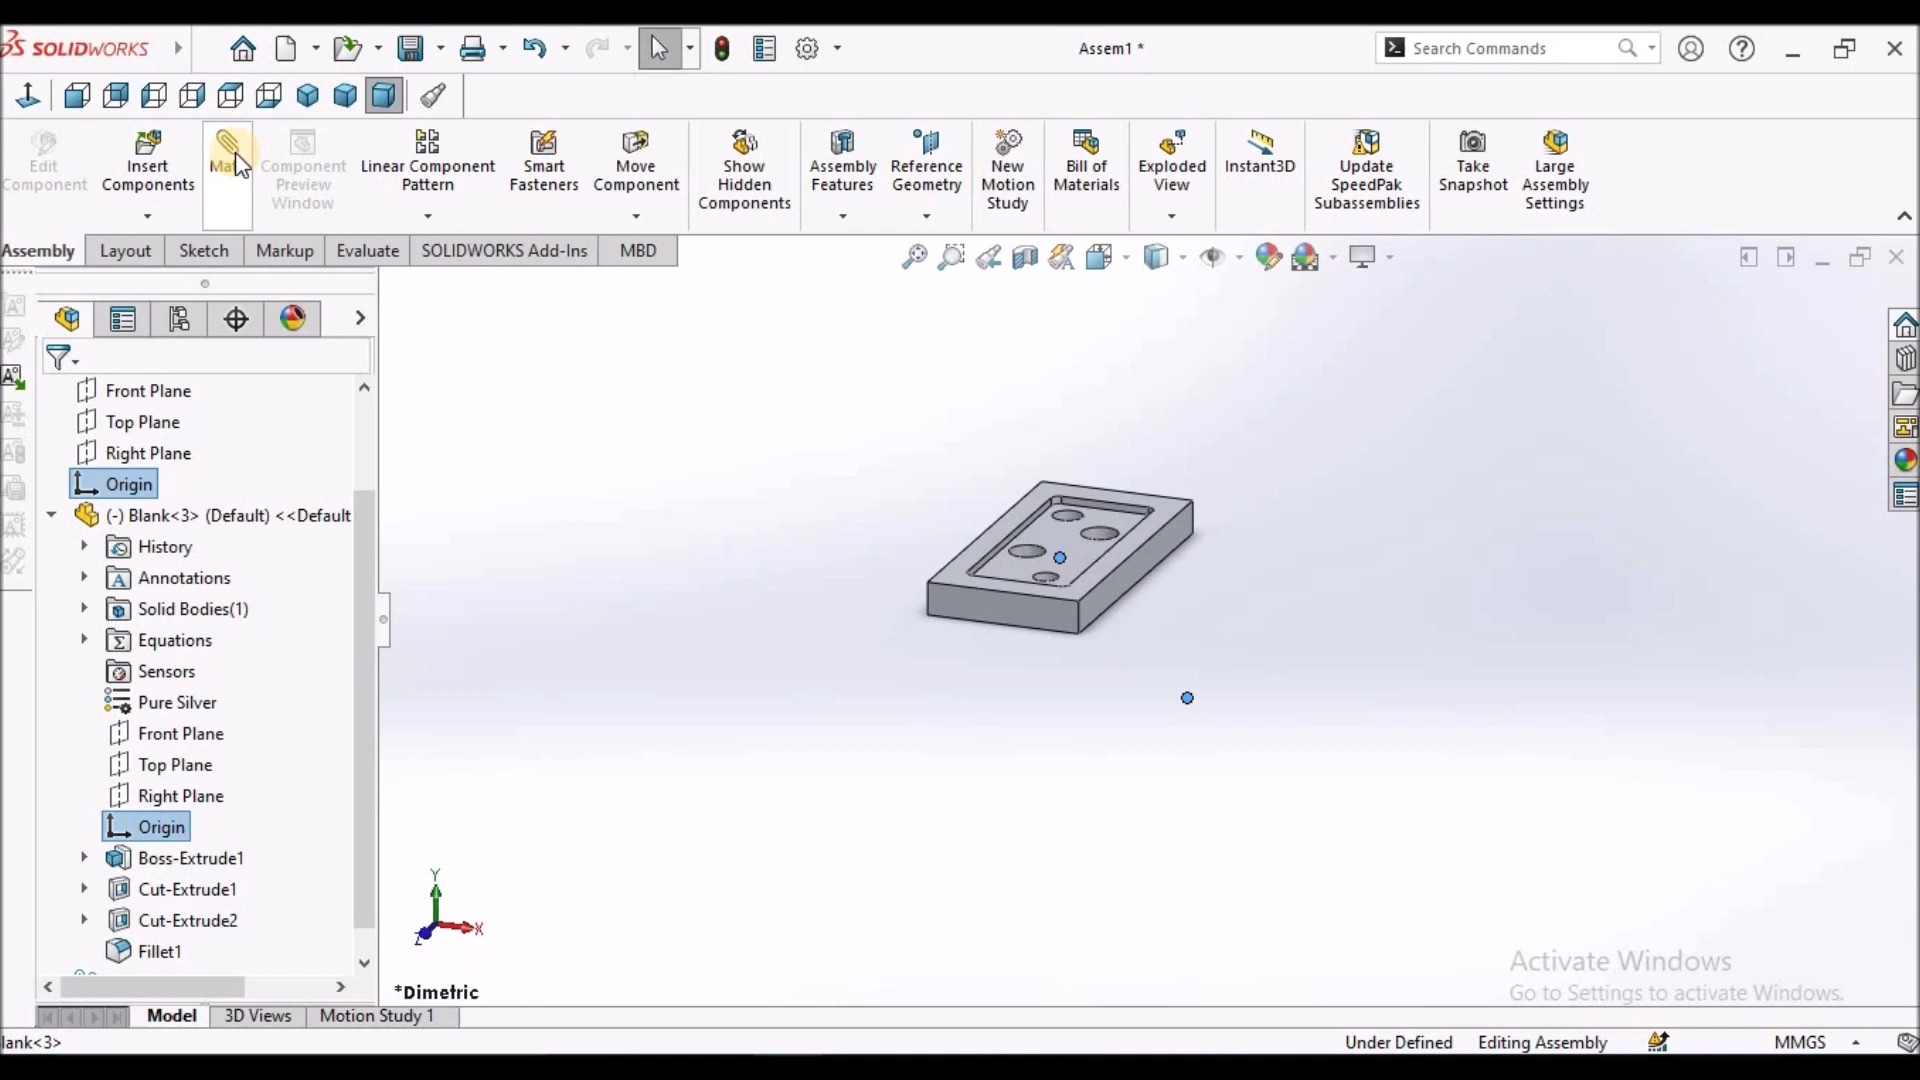 SOLIDWORKS
Assem1 *
Search Commands
Edit
Component
Insert
Components
Component
Preview
Window
Linear Component
Pattern
Smart
Fasteners
Move
Component
Show
Hidden
Components
Assembly
Features
Reference
Geometry
New
Motion
Study
Bill of
Materials
Exploded
View
Instant3D
Update
SpeedPak
Subassemblies
Take
Snapshot
Large
Assembly
Settings
Assembly
Layout
Sketch
Markup
Evaluate
SOLIDWORKS Add-Ins
MBD
Front Plane
Top Plane
Right Plane
Origin
(-) Blank<3> (Default) <<Default
History
Annotations
Solid Bodies(1)
Equations
Sensors
Pure Silver
Front Plane
Top Plane
Right Plane
Origin
Boss-Extrude1
Cut-Extrude1
Cut-Extrude2
Fillet1
Y
X
Z
*Dimetric
Activate Windows
Go to Settings to activate Windows.
Model
3D Views
Motion Study 1
lank<3>
Under Defined
Editing Assembly
MMGS